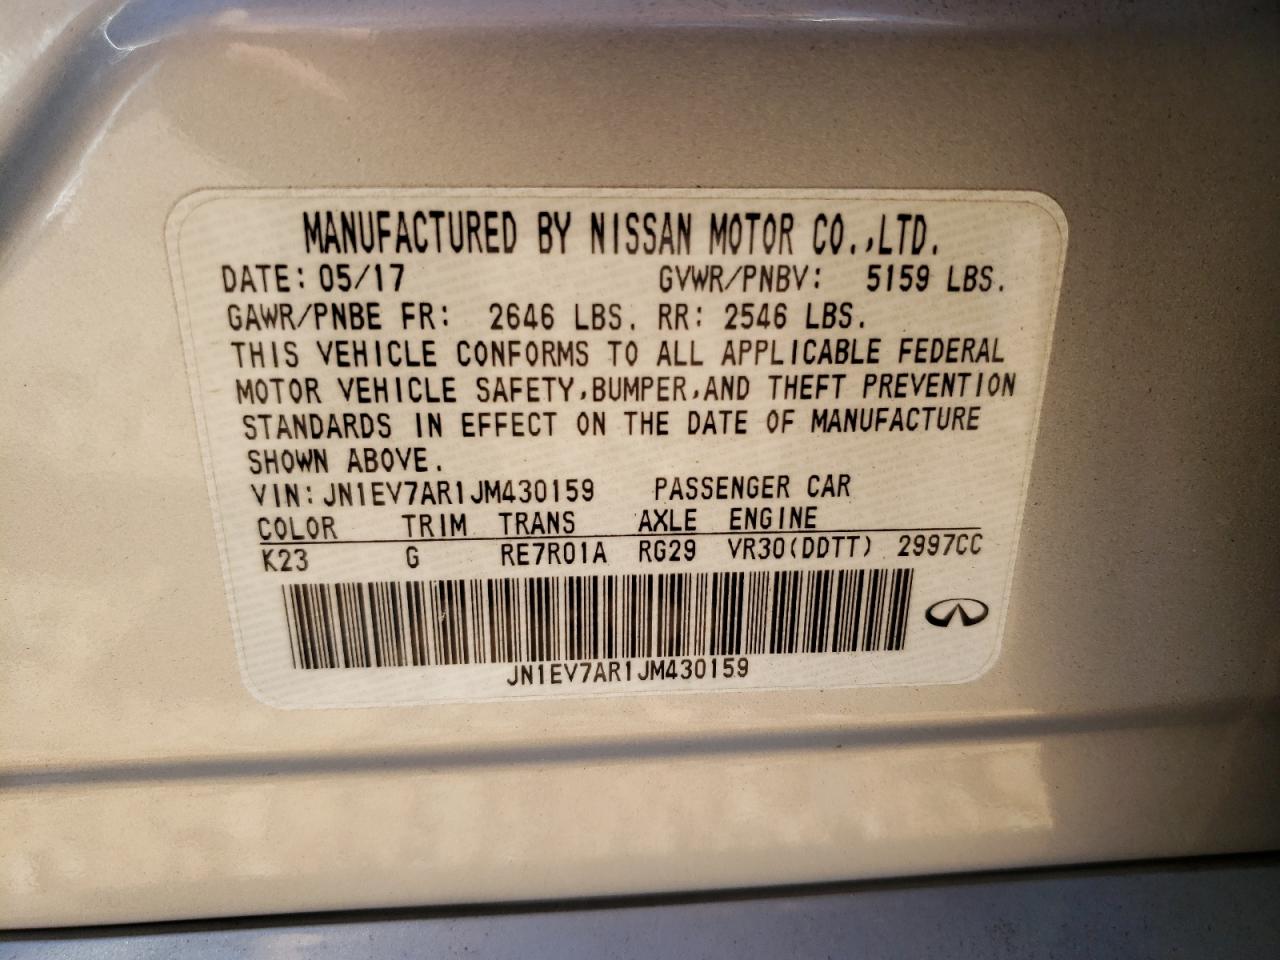 MANUFACTURED BY NISSAN MOTOR CO.,LTD.
DATE: 05/17 GVWR/PNBV: 5159 LBS.
GAWR/PNBE FR: 2646 LBS. RR: 2546 LBS.
THIS VEHICLE CONFORMS TO ALL APPLICABLE FEDERAL
MOTOR VEHICLE SAFETY,BUMPER,AND THEFT PREVENTION
STANDARDS IN EFFECT ON THE DATE OF MANUFACTURE
SHOWN ABOVE.
VIN: JN1EV7AR1JM430159 PASSENGER CAR
COLOR TRIM TRANS AXLE ENGINE
K23 G RE7R01A RG29 VR30(DDTT) 2997CC
JN1EV7AR1JM430159